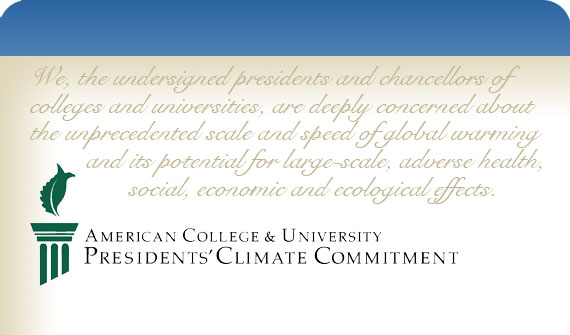 We, the undersigned presidents and chancellors of
colleges and universities, are deeply concerned about
the unprecedented scale and speed of global warming
and its potential for large-scale, adverse health,
social, economic and ecological effects.
AMERICAN COLLEGE & UNIVERSITY
PRESIDENTS' CLIMATE COMMITMENT